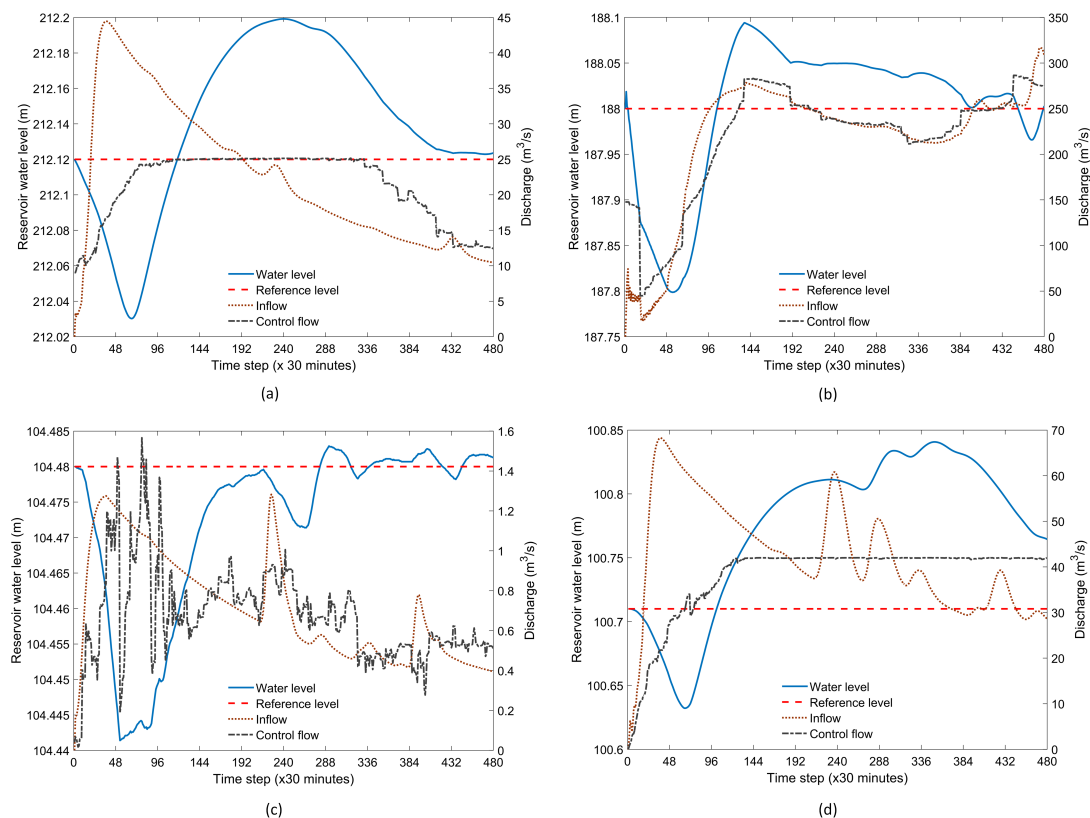 212.2
212.18
212.16
212.14
212.12
212.1
212.08
212.06
212.04
212.02
Reservoir water level (m)
45
40
35
30
25
20
15
10
5
0
Discharge (m³/s)
Water level
Reference level
Inflow
Control flow
0 48 96 144 192 240 288 336 384 432 480
Time step (x 30 minutes)
(a)
188.1
188.05
188
187.95
187.9
187.85
187.8
187.75
Reservoir water level (m)
350
300
250
200
150
100
50
0
Discharge (m³/s)
Water level
Reference level
Inflow
Control flow
0 48 96 144 192 240 288 336 384 432 480
Time step (x 30 minutes)
(b)
104.485
104.48
104.475
104.47
104.465
104.46
104.455
104.45
104.445
104.44
Reservoir water level (m)
1.6
1.4
1.2
1
0.8
0.6
0.4
0.2
0
Discharge (m³/s)
Water level
Reference level
Inflow
Control flow
0 48 96 144 192 240 288 336 384 432 480
Time step (x30 minutes)
(c)
100.85
100.8
100.75
100.7
100.65
100.6
Reservoir water level (m)
70
60
50
40
30
20
10
0
Discharge (m³/s)
Water level
Reference level
Inflow
Control flow
0 48 96 144 192 240 288 336 384 432 480
Time step (x30 minutes)
(d)